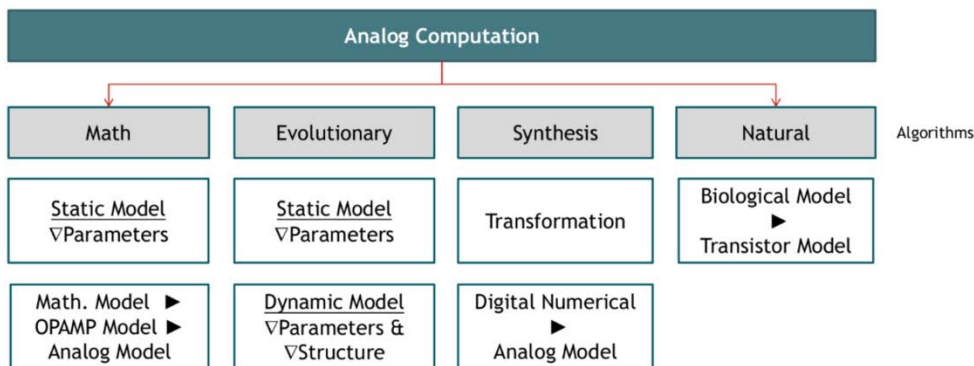 Analog Computation
Math
Evolutionary
Synthesis
Natural
Algorithms
Static Model
∇Parameters
Static Model
∇Parameters
Transformation
Biological Model
►
Transistor Model
Math. Model ►
OPAMP Model ►
Analog Model
Dynamic Model
∇Parameters &
∇Structure
Digital Numerical
►
Analog Model